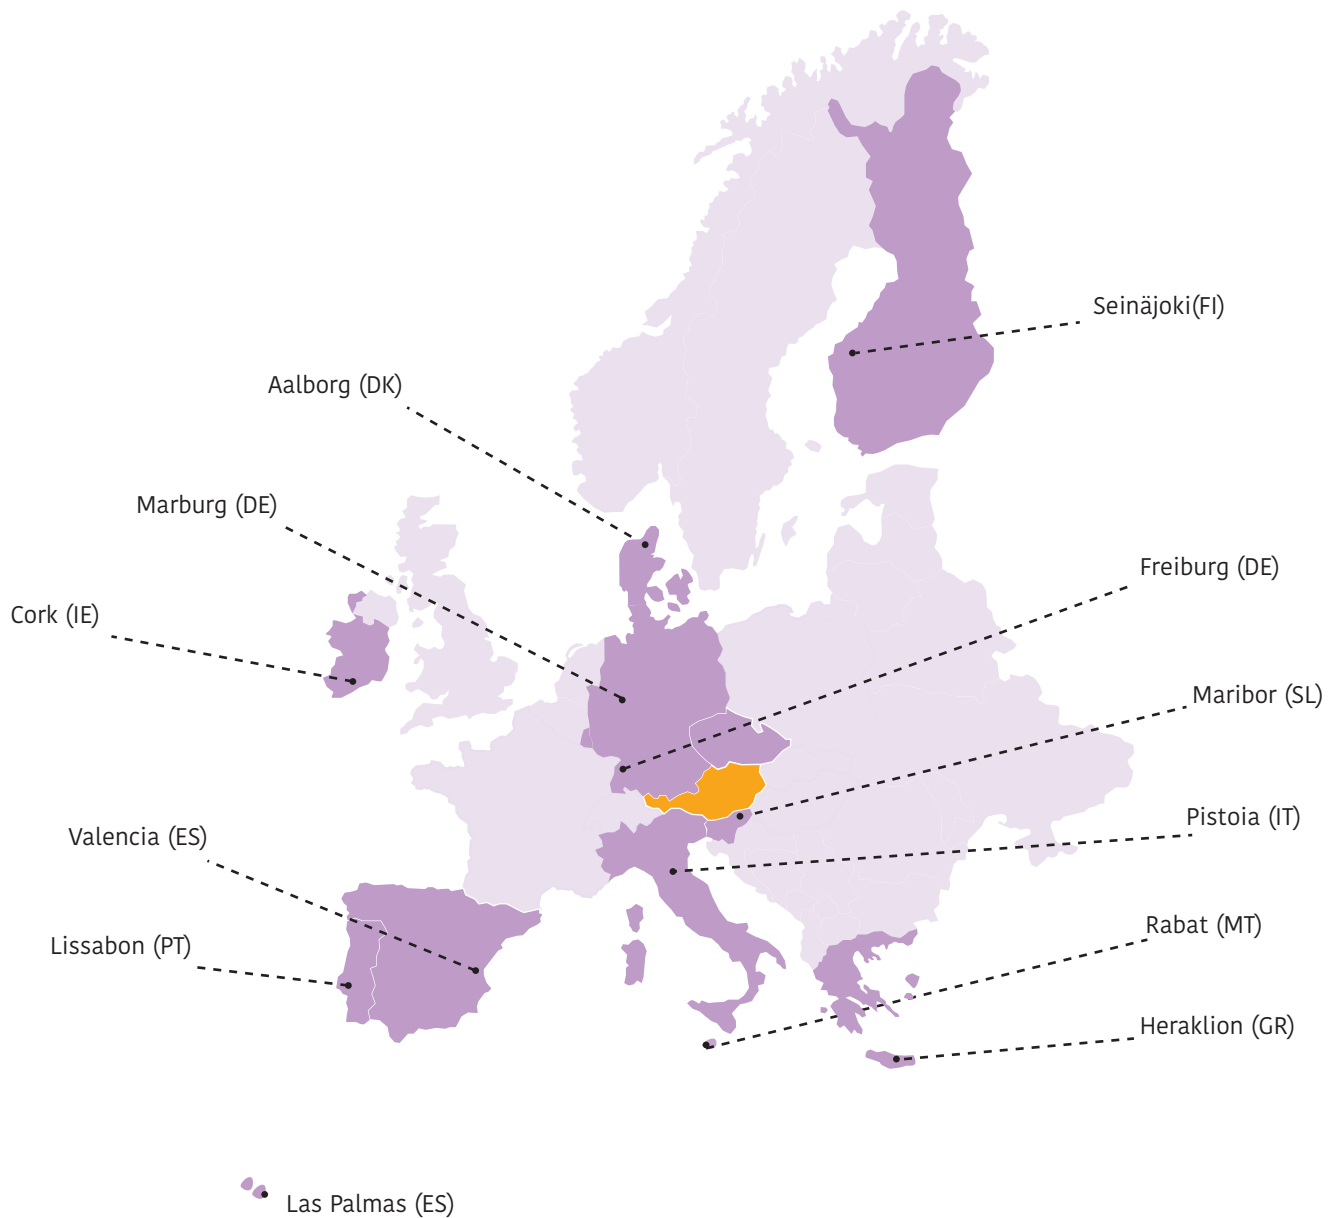 Seinäjoki(FI)
Aalborg (DK)
Marburg (DE)
Freiburg (DE)
Cork (IE)
Maribor (SL)
Pistoia (IT)
Valencia (ES)
Rabat (MT)
Lissabon (PT)
Heraklion (GR)
Las Palmas (ES)